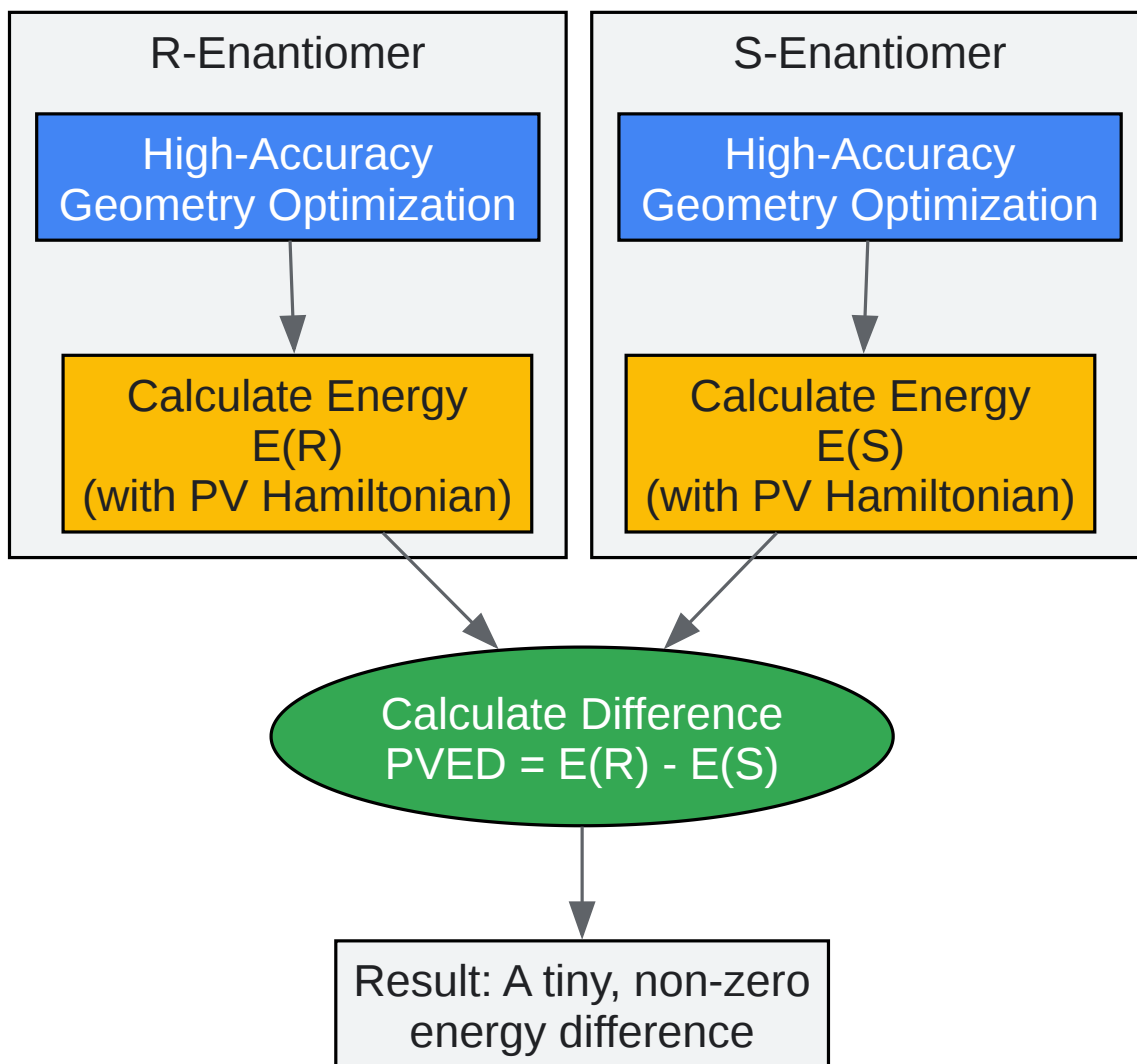 R-Enantiomer
High-Accuracy
Geometry Optimization
Calculate Energy
E(R)
(with PV Hamiltonian)
S-Enantiomer
High-Accuracy
Geometry Optimization
Calculate Energy
E(S)
(with PV Hamiltonian)
Calculate Difference
PVED = E(R) - E(S)
Result: A tiny, non-zero
energy difference